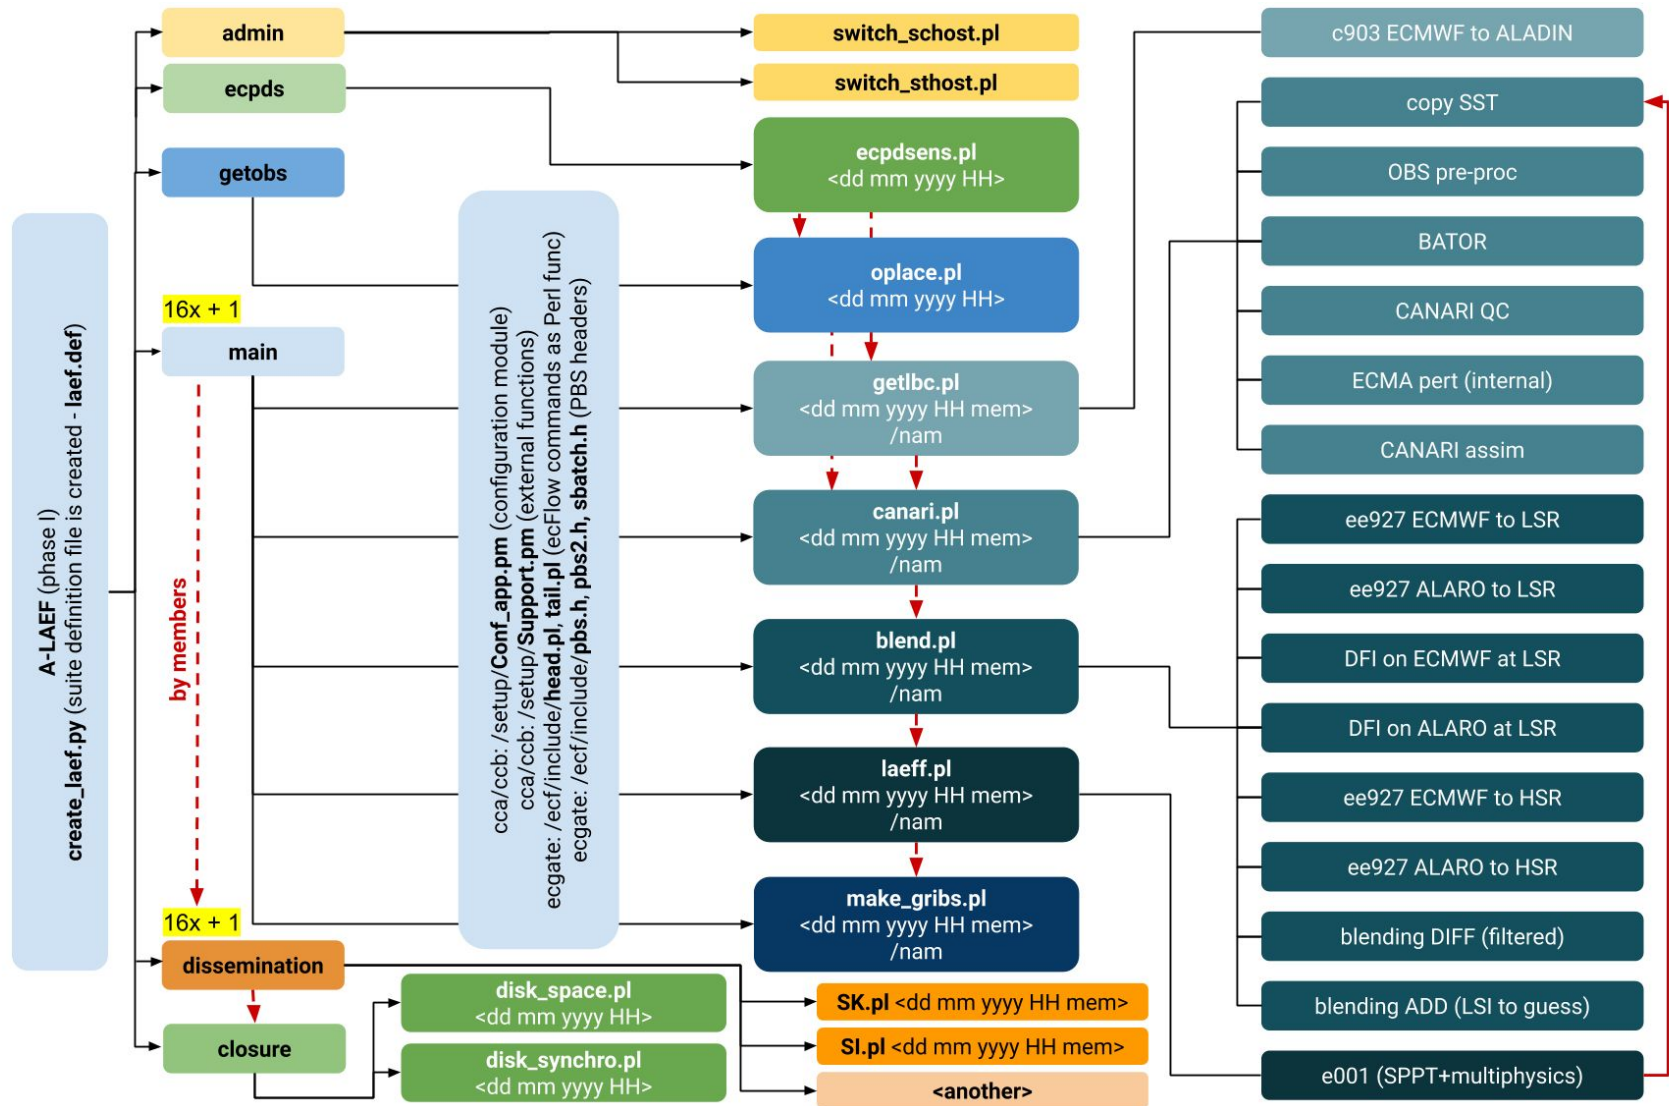 A-LAEF (phase I)
create_laef.py (suite definition file is created - laef.def)
admin
ecpds
getobs
16x + 1
main
by members
16x + 1
dissemination
closure
cca/ccb: /setup/Conf_app.pm (configuration module)
cca/ccb: /setup/Support.pm (external functions)
ecgate: /ecf/include/head.pl, tail.pl (ecFlow commands as Perl func)
ecgate: /ecf/include/pbs.h, pbs2.h, sbatch.h (PBS headers)
disk_space.pl
<dd mm yyyy HH>
disk_synchro.pl
<dd mm yyyy HH>
switch_schost.pl
switch_sthost.pl
ecpdsens.pl
<dd mm yyyy HH>
oplace.pl
<dd mm yyyy HH>
getlbc.pl
<dd mm yyyy HH mem>
/nam
canari.pl
<dd mm yyyy HH mem>
/nam
blend.pl
<dd mm yyyy HH mem>
/nam
laeff.pl
<dd mm yyyy HH mem>
/nam
make_gribs.pl
<dd mm yyyy HH mem>
/nam
SK.pl <dd mm yyyy HH mem>
SI.pl <dd mm yyyy HH mem>
<another>
c903 ECMWF to ALADIN
copy SST
OBS pre-proc
BATOR
CANARI QC
ECMA pert (internal)
CANARI assim
ee927 ECMWF to LSR
ee927 ALARO to LSR
DFI on ECMWF at LSR
DFI on ALARO at LSR
ee927 ECMWF to HSR
ee927 ALARO to HSR
blending DIFF (filtered)
blending ADD (LSI to guess)
e001 (SPPT+multiphysics)